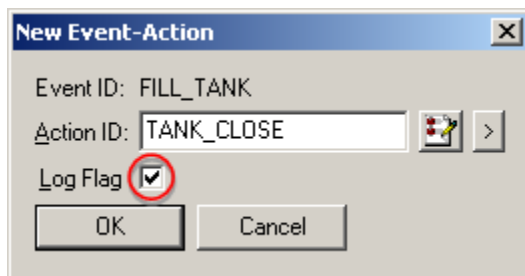 New Event-Action
Event ID: FILL_TANK
Action ID: TANK_CLOSE >
Log Flag
OK Cancel